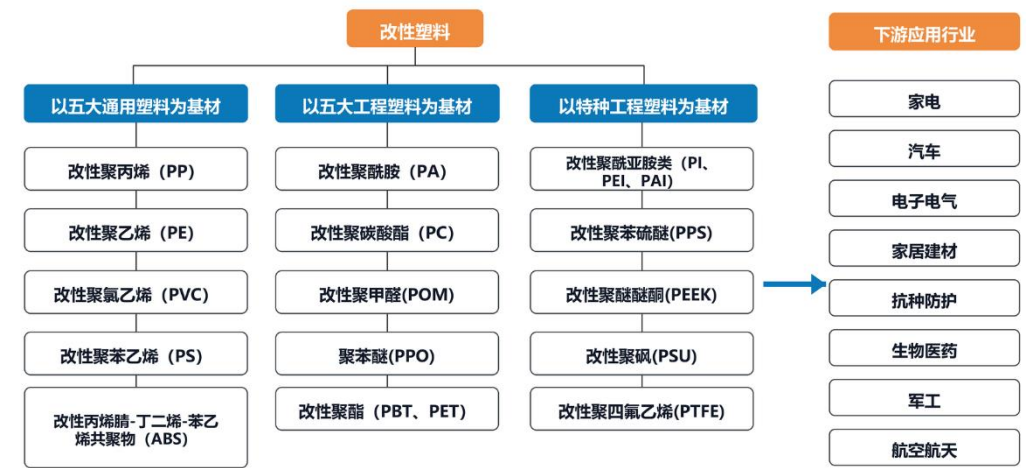 改性塑料
下游应用行业
以五大通用塑料为基材
以五大工程塑料为基材
以特种工程塑料为基材
改性聚丙烯（PP）
改性聚乙烯（PE）
改性聚氯乙烯（PVC）
改性聚苯乙烯（PS）
改性丙烯腈-丁二烯-苯乙
烯共聚物（ABS）
改性聚酰胺（PA）
改性聚碳酸酯（PC）
改性聚甲醛(POM)
聚苯醚(PPO)
改性聚酯（PBT、PET）
改性聚酰亚胺类（PI、
PEI、PAI）
改性聚苯硫醚(PPS)
改性聚醚醚酮(PEEK)
改性聚砜(PSU)
改性聚四氟乙烯(PTFE)
家电
汽车
电子电气
家居建材
抗种防护
生物医药
军工
航空航天